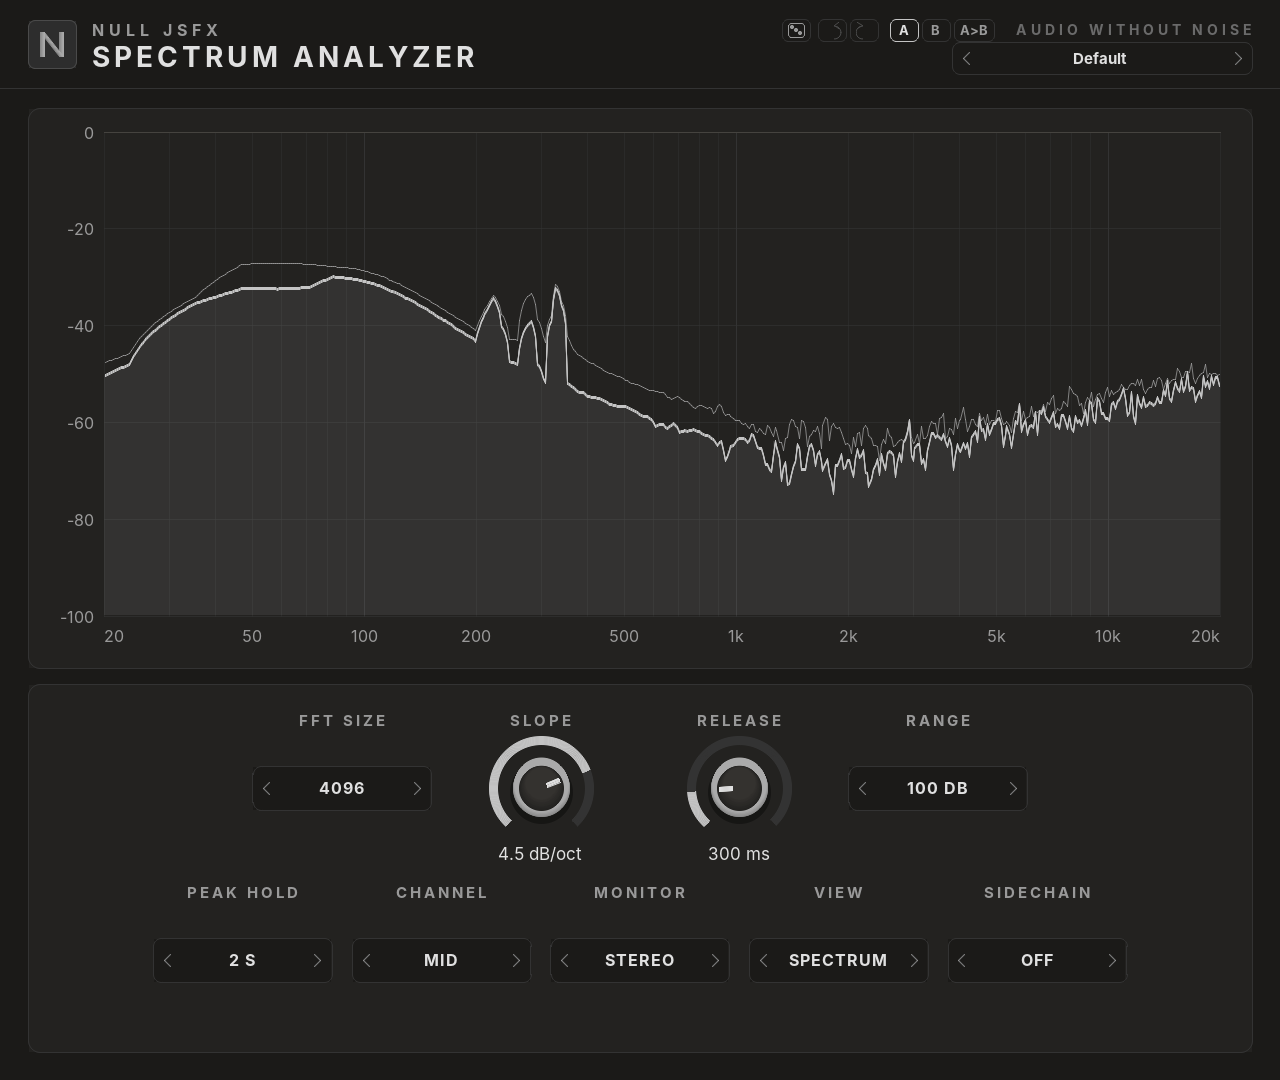 N
NULL JSFX
SPECTRUM ANALYZER
A B A>B AUDIO WITHOUT NOISE
Default
0
-20
-40
-60
-80
-100
20 50 100 200 500 1k 2k 5k 10k 20k
FFT SIZE SLOPE RELEASE RANGE
4096 100 DB
4.5 dB/oct 300 ms
PEAK HOLD CHANNEL MONITOR VIEW SIDECHAIN
2 S MID STEREO SPECTRUM OFF